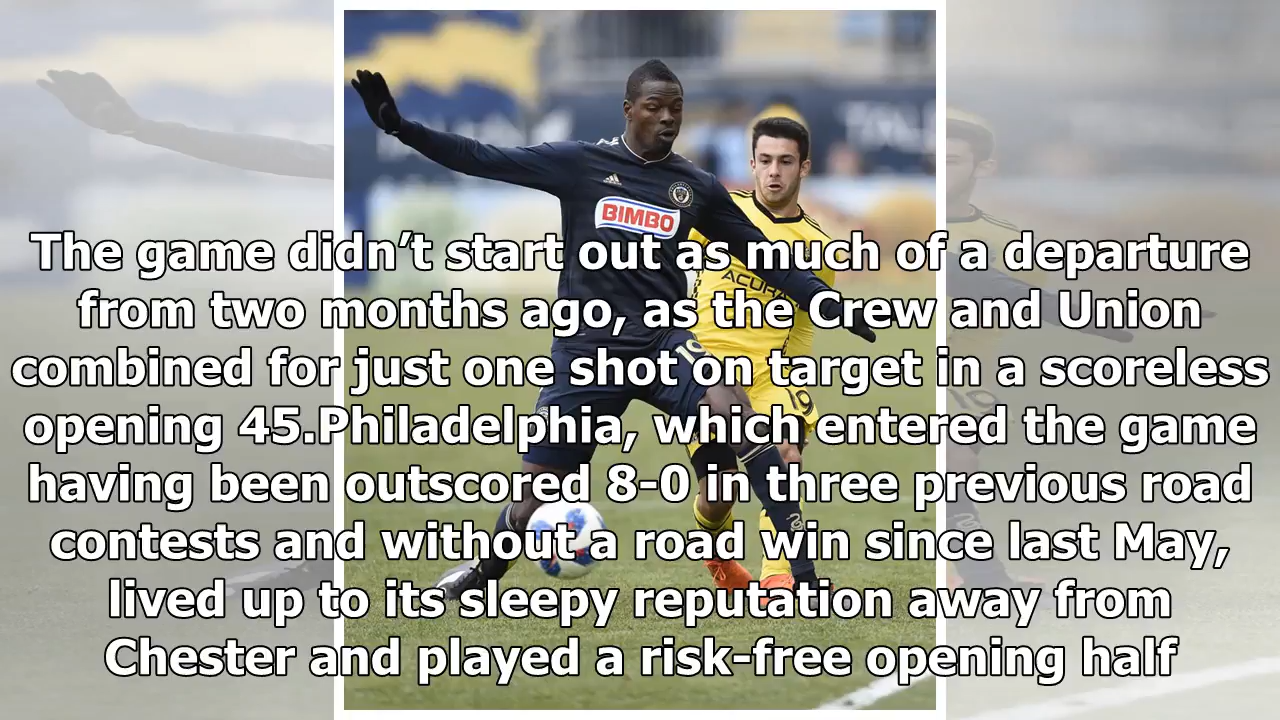 The game didn’t start out as much of a departure
from two months ago, as the Crew and Union
combined for just one shot on target in a scoreless
opening 45.Philadelphia, which entered the game
having been outscored 8-0 in three previous road
contests and without a road win since last May,
lived up to its sleepy reputation away from
Chester and played a risk-free opening half
BIMBO
ACURA
19